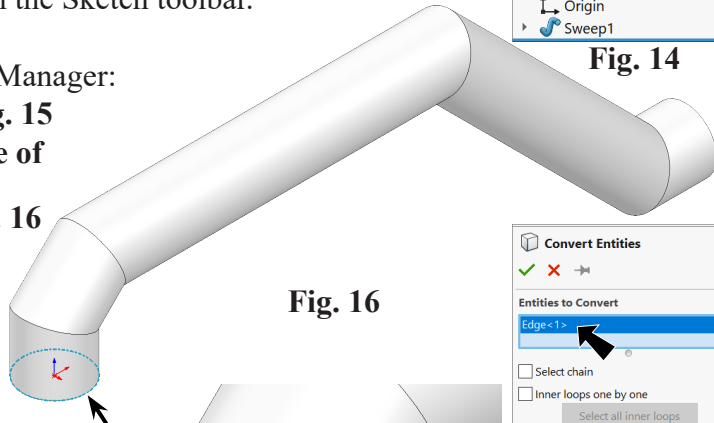 the Sketch toolbar.
Manager:
g. 15
e of
16
Origin
Sweep1
Fig. 14
Fig. 16
Convert Entities
Entities to Convert
Edge<1>
Select chain
Inner loops one by one
Select all inner loops